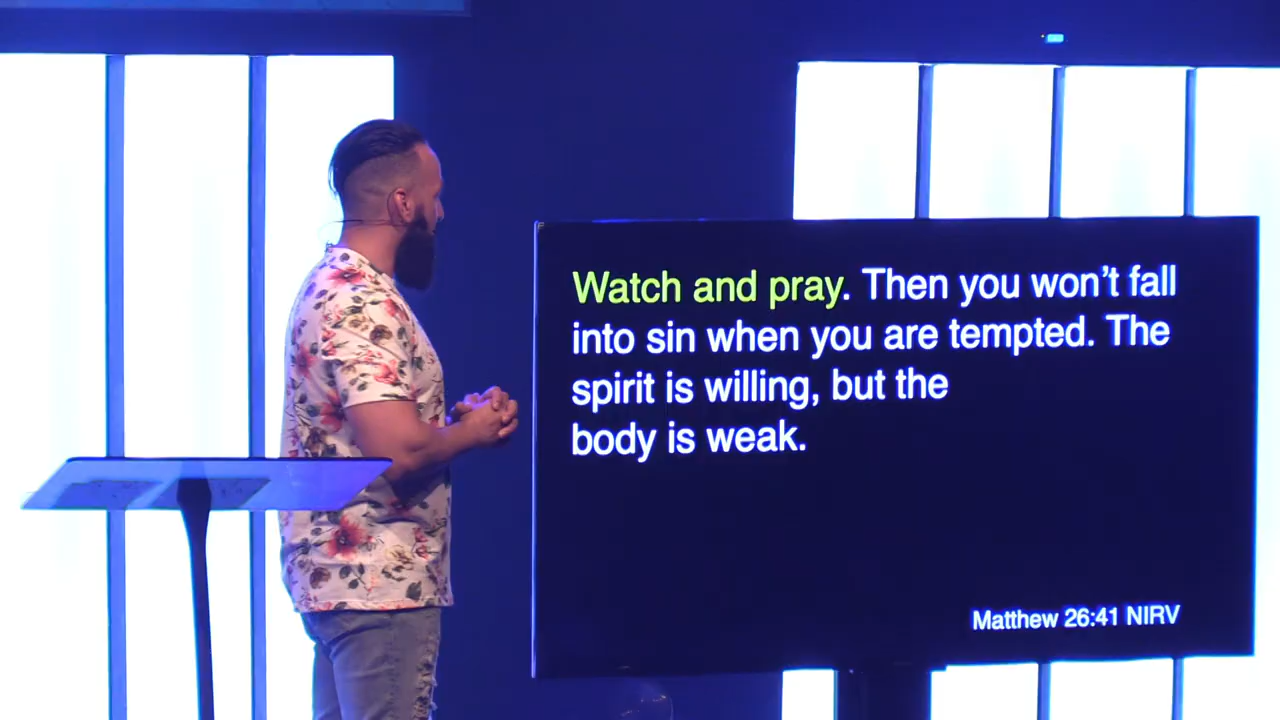 Watch and pray. Then you won’t fall
into sin when you are tempted. The
spirit is willing, but the
body is weak.
Matthew 26:41 NIRV